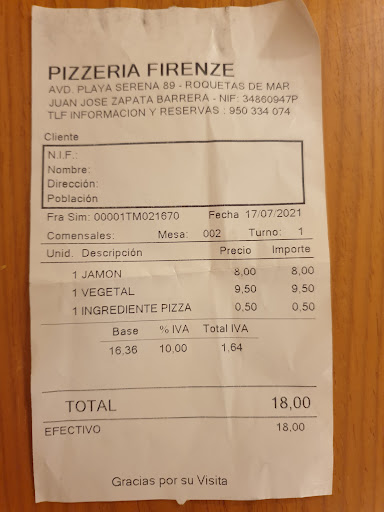 PIZZERIA FIRENZE
AVD. PLAYA SERENA 89 - ROQUETAS DE MAR
JUAN JOSE ZAPATA BARRERA - NIF: 34860947P
TLF INFORMACION Y RESERVAS : 950 334 074
Cliente
N.I.F.:
Nombre:
Dirección:
Población
Fra Sim: 00001TM021670 Fecha 17/07/2021
Comensales: Mesa: 002 Turno: 1
Unid. Descripción Precio Importe
1 JAMON 8,00 8,00
1 VEGETAL 9,50 9,50
1 INGREDIENTE PIZZA 0,50 0,50
Base % IVA Total IVA
16,36 10,00 1,64
TOTAL 18,00
EFECTIVO 18,00
Gracias por su Visita